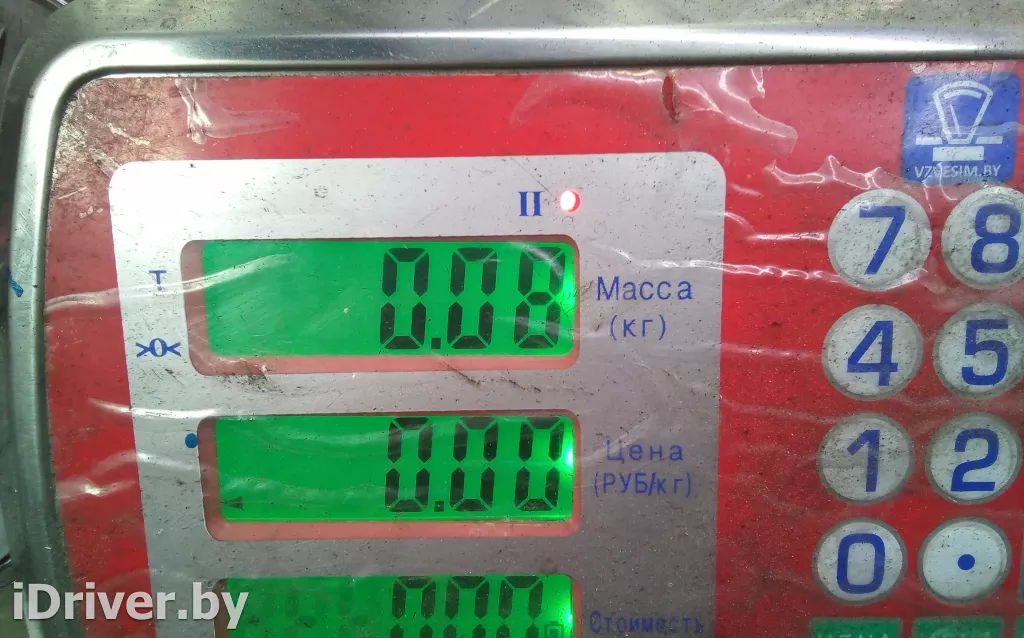 VZVESIM.BY
II
0.08
Масса
(кг)
T
>0<
0.00
Цена
(РУБ/кг)
0.00
Стоимость
7 8
4 5
1 2
0 .
iDriver.by